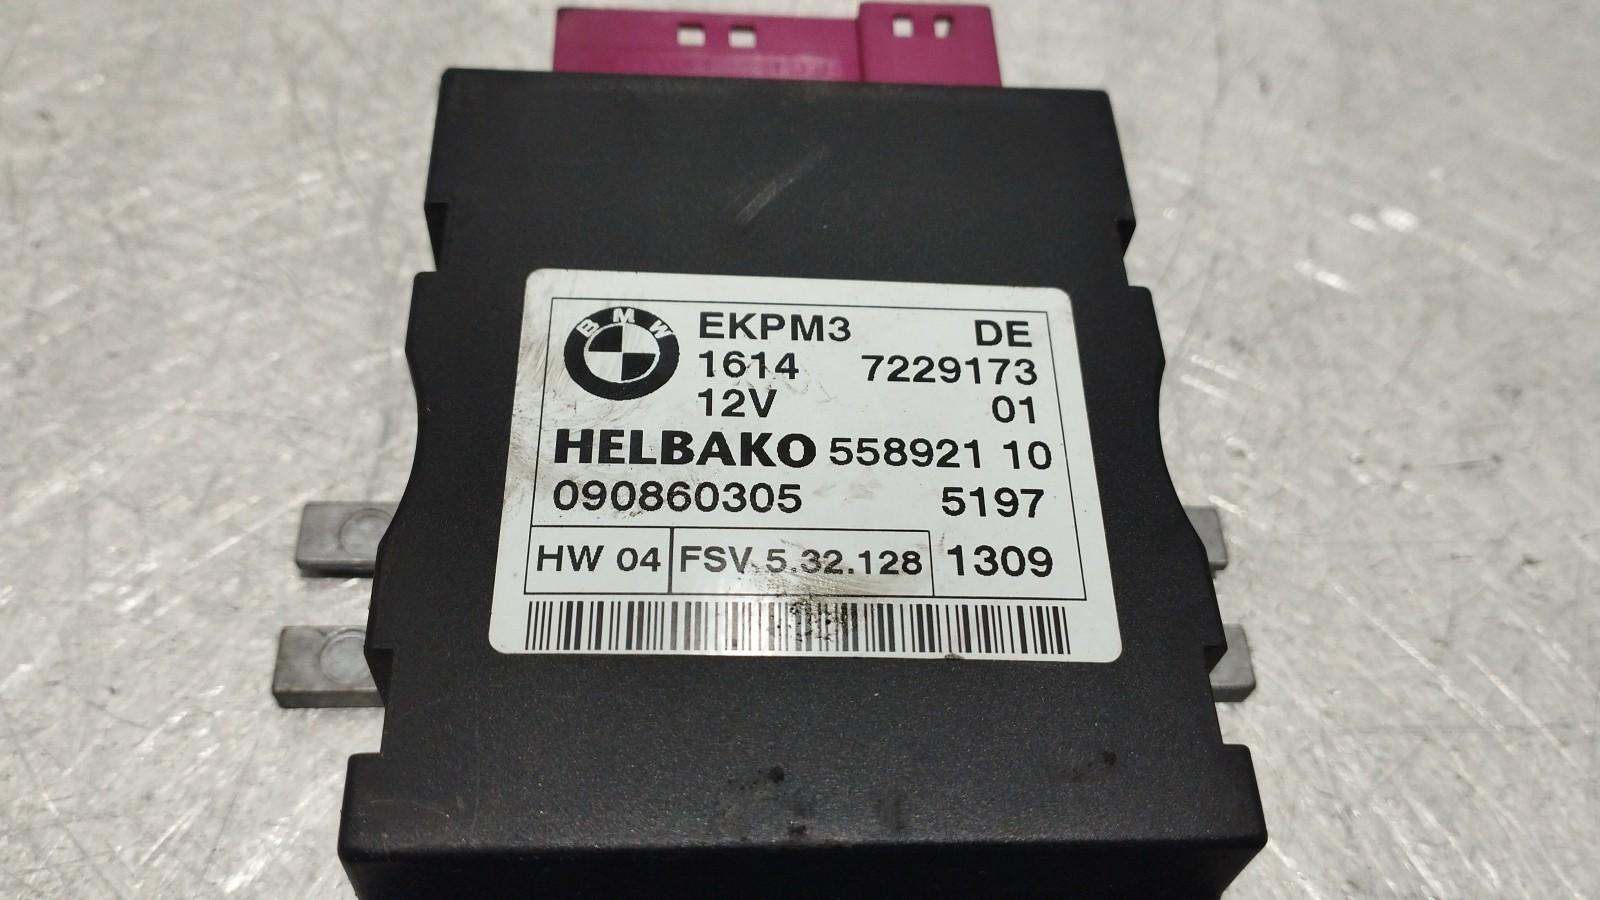 BMW
EKPM3 DE
1614 7229173
12V 01
HELBAKO 558921 10
090860305 5197
HW 04 FSV 5.32.128 1309